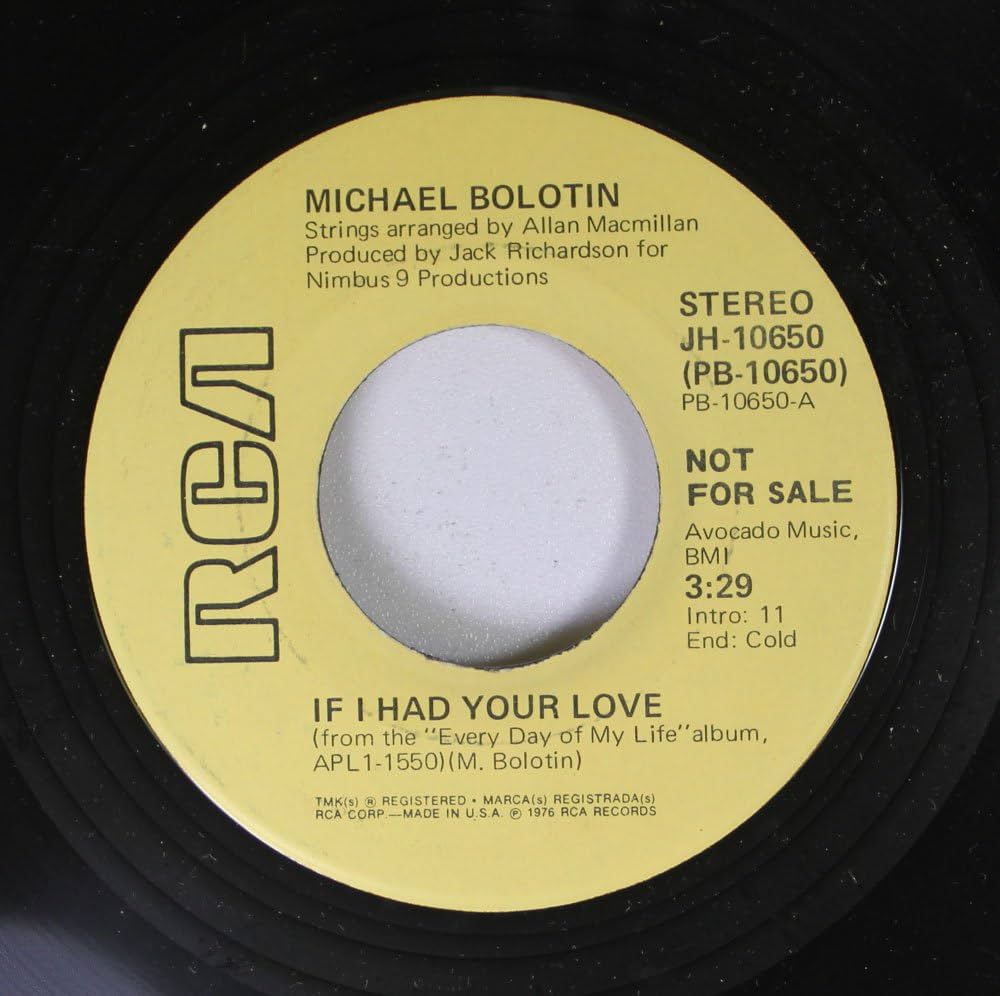 MICHAEL BOLOTIN
Strings arranged by Allan Macmillan
Produced by Jack Richardson for
Nimbus 9 Productions
STEREO
JH-10650
(PB-10650)
PB-10650-A
RCA
NOT
FOR SALE
Avocado Music,
BMI
3:29
Intro: 11
End: Cold
IF I HAD YOUR LOVE
(from the "Every Day of My Life" album,
APL1-1550) (M. Bolotin)
TMK(s) ® REGISTERED • MARCA(s) REGISTRADA(s)
RCA CORP.—MADE IN U.S.A. ℗ 1976 RCA RECORDS